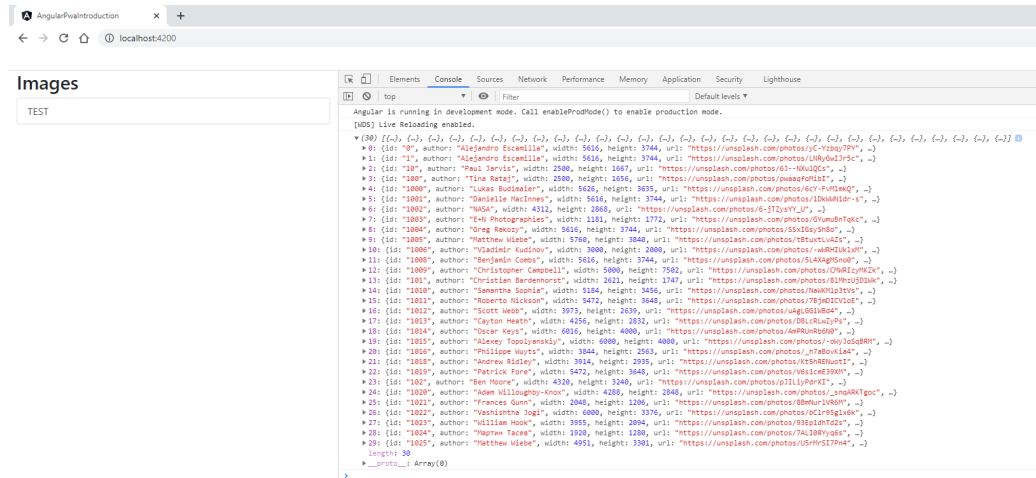 AngularPwaIntroduction
localhost:4200
Images
TEST
Elements Console Sources Network Performance Memory Application Security Lighthouse
top Filter Default levels
Angular is running in development mode. Call enableProdMode() to enable production mode.
[WDS] Live Reloading enabled.
(30) [{…}, {…}, {…}, {…}, {…}, {…}, {…}, {…}, {…}, {…}, {…}, {…}, {…}, {…}, {…}, {…}, {…}, {…}, {…}, {…}, {…}, {…}, {…}, {…}, {…}, {…}, {…}, {…}, {…}, {…}]
0: {id: "0", author: "Alejandro Escamilla", width: 5616, height: 3744, url: "https://unsplash.com/photos/yC-Yzbqy7PY", …}
1: {id: "1", author: "Alejandro Escamilla", width: 5616, height: 3744, url: "https://unsplash.com/photos/LNRyGwIJr5c", …}
2: {id: "10", author: "Paul Jarvis", width: 2500, height: 1667, url: "https://unsplash.com/photos/6J--NXulQCs", …}
3: {id: "100", author: "Tina Rataj", width: 2500, height: 1656, url: "https://unsplash.com/photos/pwaaqfoMibI", …}
4: {id: "1000", author: "Lukas Budimaier", width: 5626, height: 3635, url: "https://unsplash.com/photos/6cY-FvMlmkQ", …}
5: {id: "1001", author: "Danielle MacInnes", width: 5616, height: 3744, url: "https://unsplash.com/photos/1DkWWN1dr-s", …}
6: {id: "1002", author: "NASA", width: 4312, height: 2868, url: "https://unsplash.com/photos/6-jTZysYY_U", …}
7: {id: "1003", author: "E+N Photographies", width: 1181, height: 1772, url: "https://unsplash.com/photos/GYumuBnTqKc", …}
8: {id: "1004", author: "Greg Rakozy", width: 5616, height: 3744, url: "https://unsplash.com/photos/SSxIGsySh8o", …}
9: {id: "1005", author: "Matthew Wiebe", width: 5760, height: 3840, url: "https://unsplash.com/photos/tBtuxtLvAZs", …}
10: {id: "1006", author: "Vladimir Kudinov", width: 3000, height: 2000, url: "https://unsplash.com/photos/-wWRHIUklxM", …}
11: {id: "1008", author: "Benjamin Combs", width: 5616, height: 3744, url: "https://unsplash.com/photos/5L4XAgMSno0", …}
12: {id: "1009", author: "Christopher Campbell", width: 5000, height: 7502, url: "https://unsplash.com/photos/CMWRIzyMKZk", …}
13: {id: "101", author: "Christian Bardenhorst", width: 2621, height: 1747, url: "https://unsplash.com/photos/8lMhzUjD1Wk", …}
14: {id: "1010", author: "Samantha Sophia", width: 5184, height: 3456, url: "https://unsplash.com/photos/NaWKMlp3tVs", …}
15: {id: "1011", author: "Roberto Nickson", width: 5472, height: 3648, url: "https://unsplash.com/photos/7BjmDICVloE", …}
16: {id: "1012", author: "Scott Webb", width: 3973, height: 2639, url: "https://unsplash.com/photos/uAgLGG1WBd4", …}
17: {id: "1013", author: "Cayton Heath", width: 4256, height: 2832, url: "https://unsplash.com/photos/D8LcRLwZyPs", …}
18: {id: "1014", author: "Oscar Keys", width: 6016, height: 4000, url: "https://unsplash.com/photos/AmPRUnRb6N0", …}
19: {id: "1015", author: "Alexey Topolyanskiy", width: 6000, height: 4000, url: "https://unsplash.com/photos/-oWyJoSqBRM", …}
20: {id: "1016", author: "Philippe Wuyts", width: 3844, height: 2563, url: "https://unsplash.com/photos/_h7aBovKia4", …}
21: {id: "1018", author: "Andrew Ridley", width: 3914, height: 2935, url: "https://unsplash.com/photos/Kt5hRENuotI", …}
22: {id: "1019", author: "Patrick Fore", width: 5472, height: 3648, url: "https://unsplash.com/photos/V6s1cmE39XM", …}
23: {id: "102", author: "Ben Moore", width: 4320, height: 3240, url: "https://unsplash.com/photos/pJILiyPdrXI", …}
24: {id: "1020", author: "Adam Willoughby-Knox", width: 4288, height: 2848, url: "https://unsplash.com/photos/_snqARKTgoc", …}
25: {id: "1021", author: "Frances Gunn", width: 2048, height: 1206, url: "https://unsplash.com/photos/8BmNurlVR6M", …}
26: {id: "1022", author: "Vashishtha Jogi", width: 6000, height: 3376, url: "https://unsplash.com/photos/bClr95glx6k", …}
27: {id: "1023", author: "William Hook", width: 3955, height: 2094, url: "https://unsplash.com/photos/93Ep1dhTd2s", …}
28: {id: "1024", author: "Мартин Тасев", width: 1920, height: 1280, url: "https://unsplash.com/photos/7ALI0RYyq6s", …}
29: {id: "1025", author: "Matthew Wiebe", width: 4951, height: 3301, url: "https://unsplash.com/photos/U5rMrSI7Pn4", …}
length: 30
__proto__: Array(0)